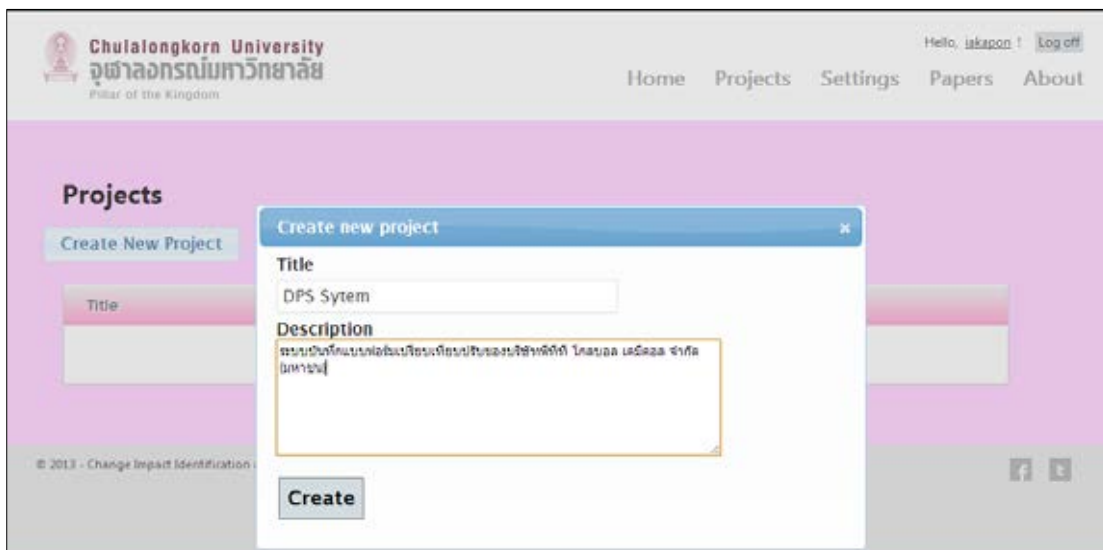 Chulalongkorn University
จุฬาลงกรณ์มหาวิทยาลัย
Pillar of the Kingdom
Hello, iakapon ! Log off
Home Projects Settings Papers About
Projects
Create New Project
Title
Create new project
Title
DPS Sytem
Description
โกลบอล เคมิคอล จำกัด
(มหาชน)
Create
© 2013 - Change Impact Identification